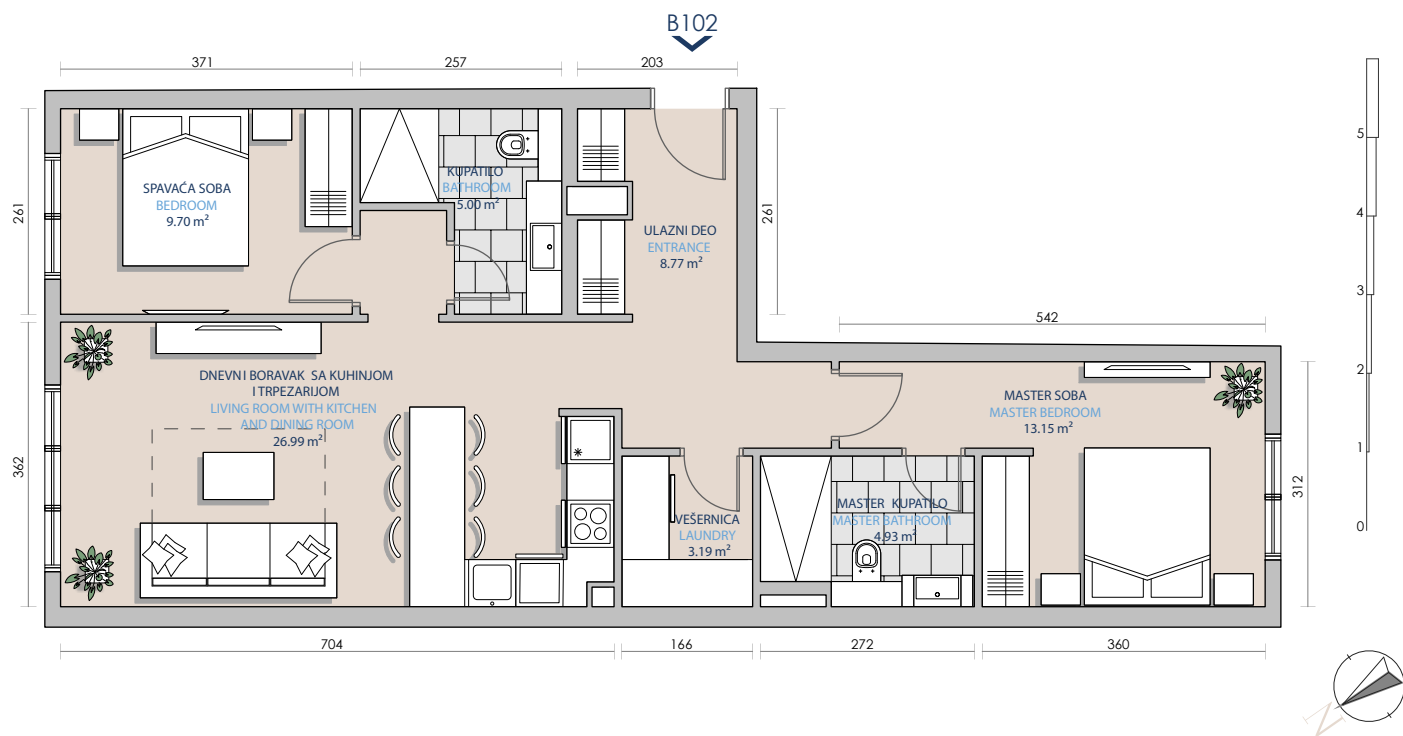 B102
371
257
203
261
SPAVAĆA SOBA
BEDROOM
9.70 m²
KUPATILO
BATHROOM
5.00 m²
ULAZNI DEO
ENTRANCE
8.77 m²
261
542
DNEVNI BORAVAK SA KUHINJOM
I TRPEZARIJOM
LIVING ROOM WITH KITCHEN
AND DINING ROOM
26.99 m²
362
MASTER SOBA
MASTER BEDROOM
13.15 m²
VEŠERNICA
LAUNDRY
3.19 m²
MASTER KUPATILO
MASTER BATHROOM
4.93 m²
312
704
166
272
360
5
4
3
2
1
0
N